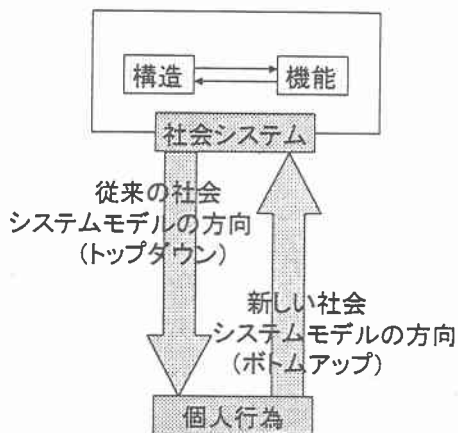 構造
機能
社会システム
従来の社会
システムモデルの方向
(トップダウン)
新しい社会
システムモデルの方向
(ボトムアップ)
個人行為